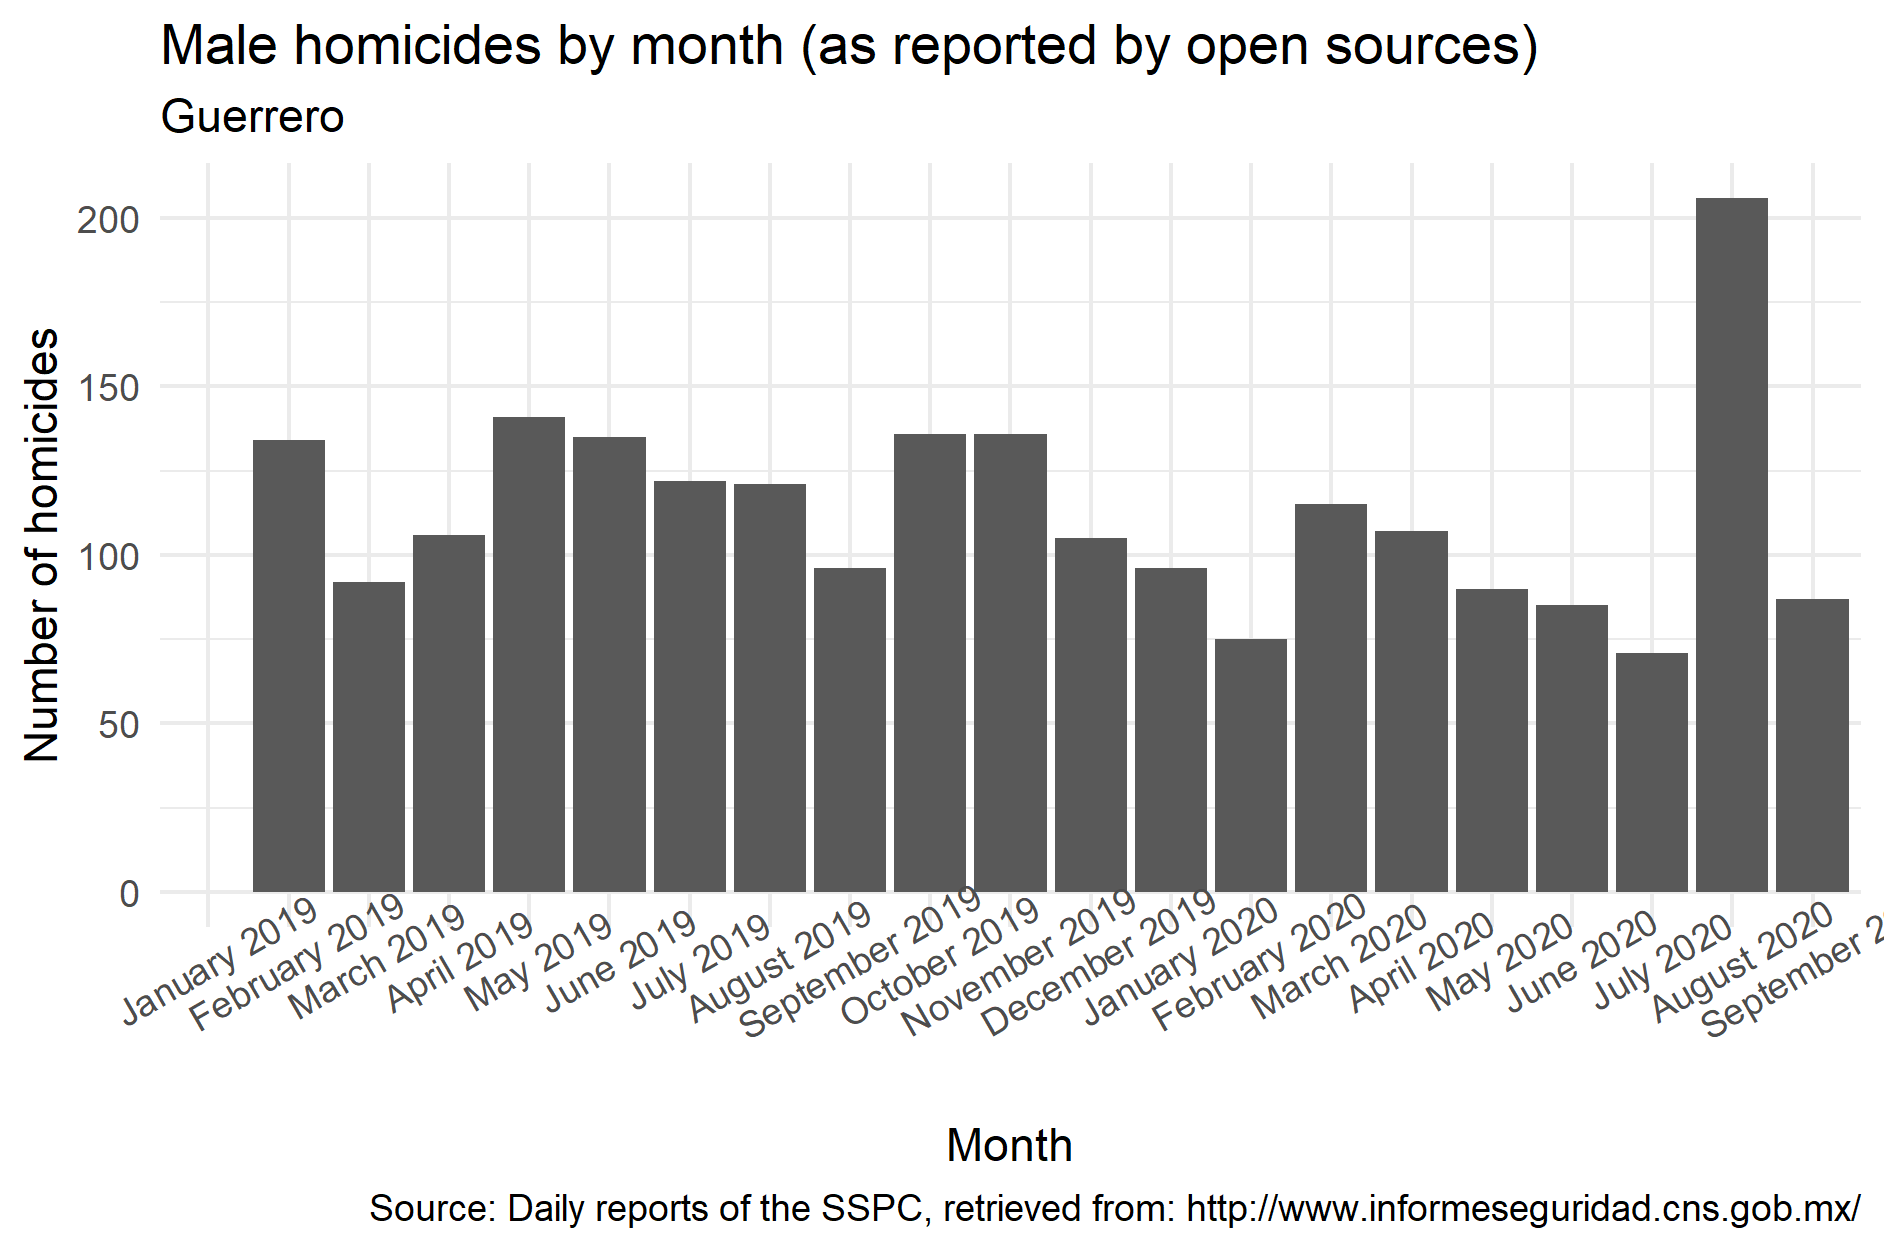 Male homicides by month (as reported by open sources)
Guerrero
Number of homicides
200
150
100
50
0
January 2019
February 2019
March 2019
April 2019
May 2019
June 2019
July 2019
August 2019
September 2019
October 2019
November 2019
December 2019
January 2020
February 2020
March 2020
April 2020
May 2020
June 2020
July 2020
August 2020
September 2
Month
Source: Daily reports of the SSPC, retrieved from: http://www.informeseguridad.cns.gob.mx/